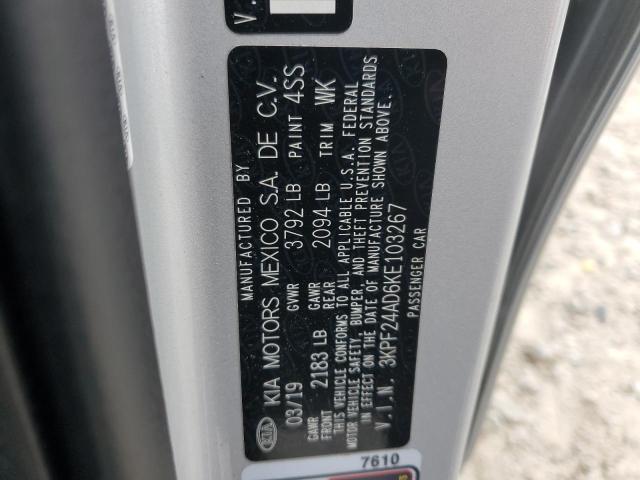 V.
MANUFACTURED BY
KIA KIA MOTORS MEXICO S.A. DE C.V.
03/19 GVWR 3792 LB PAINT 4SS
GAWR FRONT 2183 LB GAWR REAR 2094 LB TRIM WK
THIS VEHICLE CONFORMS TO ALL APPLICABLE U.S.A. FEDERAL
MOTOR VEHICLE SAFETY, BUMPER, AND THEFT PREVENTION STANDARDS
IN EFFECT ON THE DATE OF MANUFACTURE SHOWN ABOVE.
V.I.N. 3KPF24AD6KE103267
PASSENGER CAR
7610